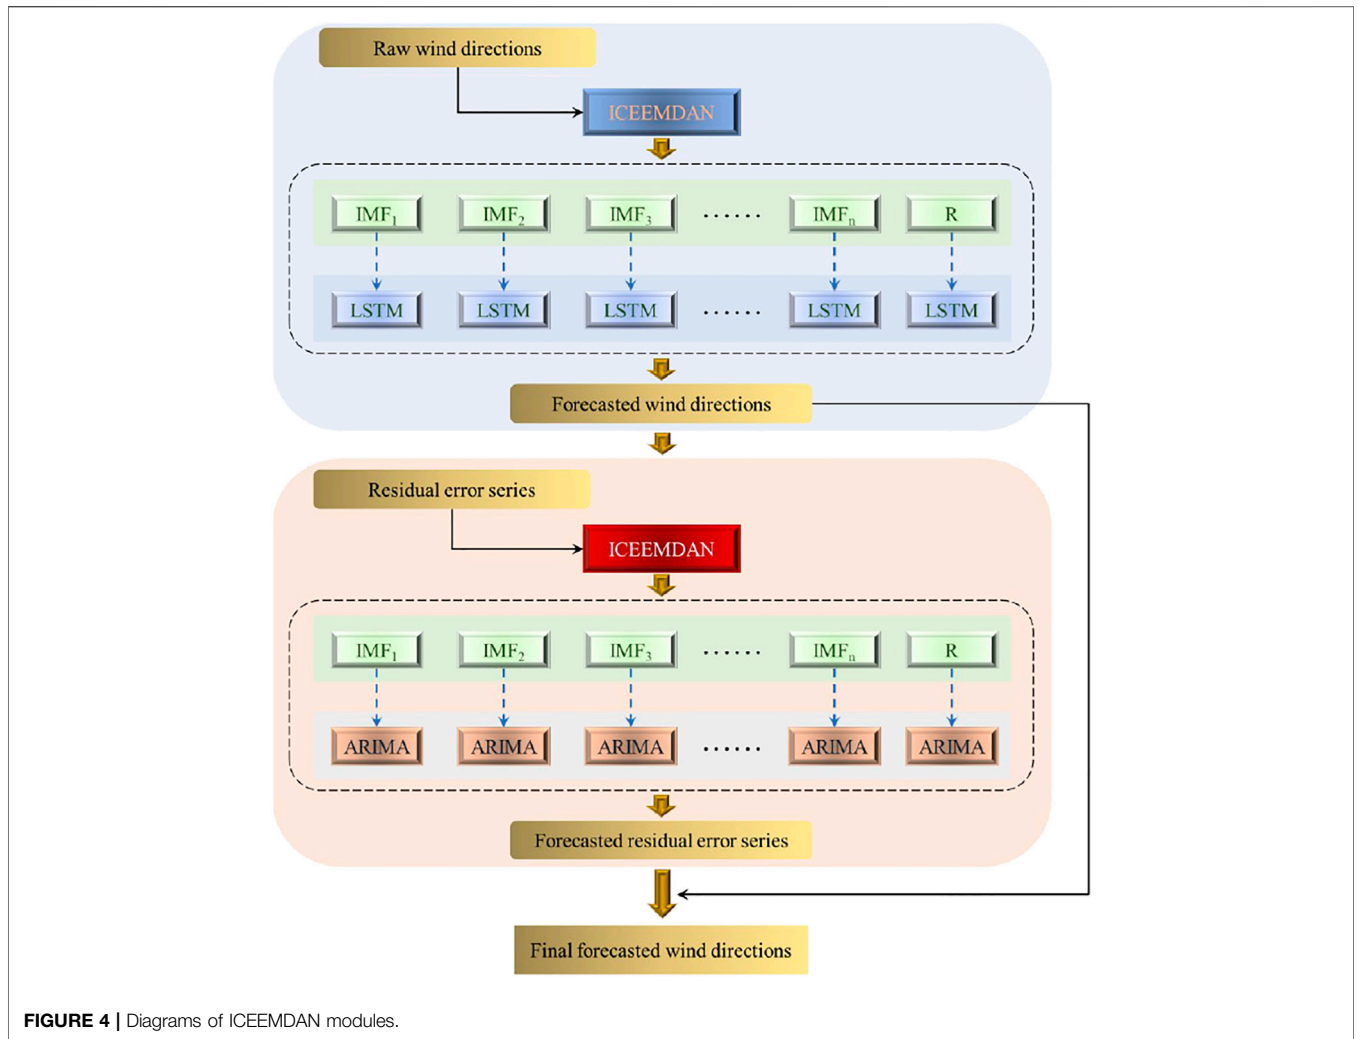 Raw wind directions
ICEEMDAN
IMF1 IMF2 IMF3 ······ IMFn R
LSTM LSTM LSTM ······ LSTM LSTM
Forecasted wind directions
Residual error series
ICEEMDAN
IMF1 IMF2 IMF3 ······ IMFn R
ARIMA ARIMA ARIMA ······ ARIMA ARIMA
Forecasted residual error series
Final forecasted wind directions
FIGURE 4 | Diagrams of ICEEMDAN modules.